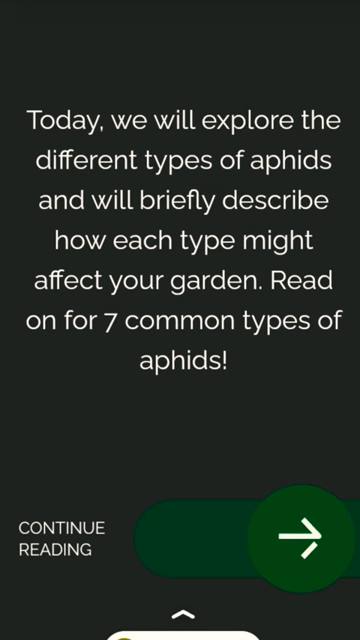 Today, we will explore the
different types of aphids
and will briefly describe
how each type might
affect your garden. Read
on for 7 common types of
aphids!
CONTINUE
READING